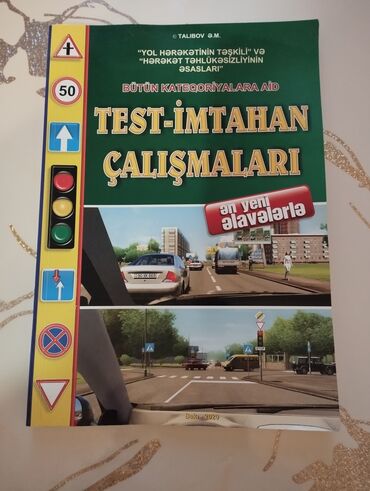 © TALIBOV Ə.M.
"YOL HƏRƏKƏTİNİN TƏŞKİLİ" VƏ
"HƏRƏKƏT TƏHLÜKƏSİZLİYİNİN
ƏSASLARI"
BÜTÜN KATEQORİYALARA AİD
50
TEST-İMTAHAN
ÇALIŞMALARI
ən yeni
əlavələrlə
Bakı - 2020